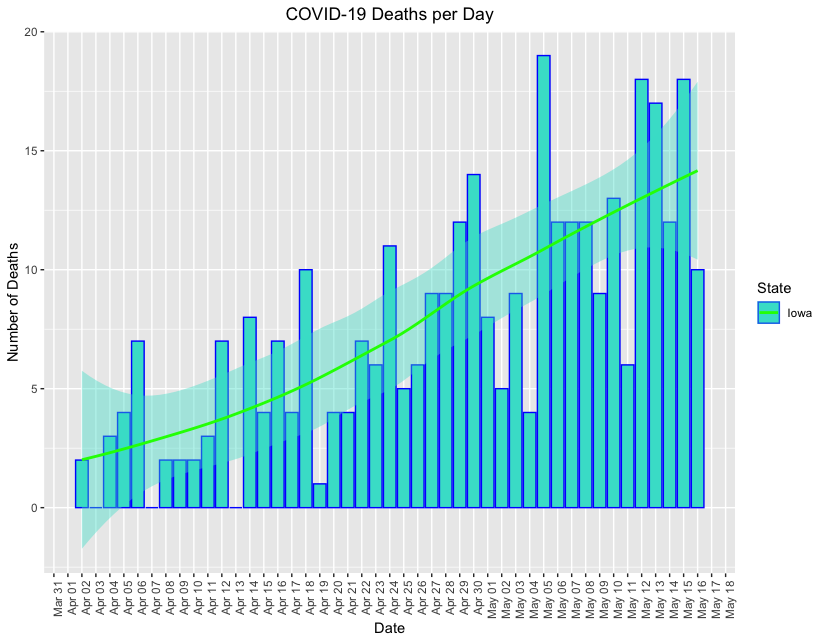 COVID-19 Deaths per Day
Number of Deaths
20
15
10
5
0
Mar 31
Apr 01
Apr 02
Apr 03
Apr 04
Apr 05
Apr 06
Apr 07
Apr 08
Apr 09
Apr 10
Apr 11
Apr 12
Apr 13
Apr 14
Apr 15
Apr 16
Apr 17
Apr 18
Apr 19
Apr 20
Apr 21
Apr 22
Apr 23
Apr 24
Apr 25
Apr 26
Apr 27
Apr 28
Apr 29
Apr 30
May 01
May 02
May 03
May 04
May 05
May 06
May 07
May 08
May 09
May 10
May 11
May 12
May 13
May 14
May 15
May 16
May 17
May 18
Date
State
Iowa